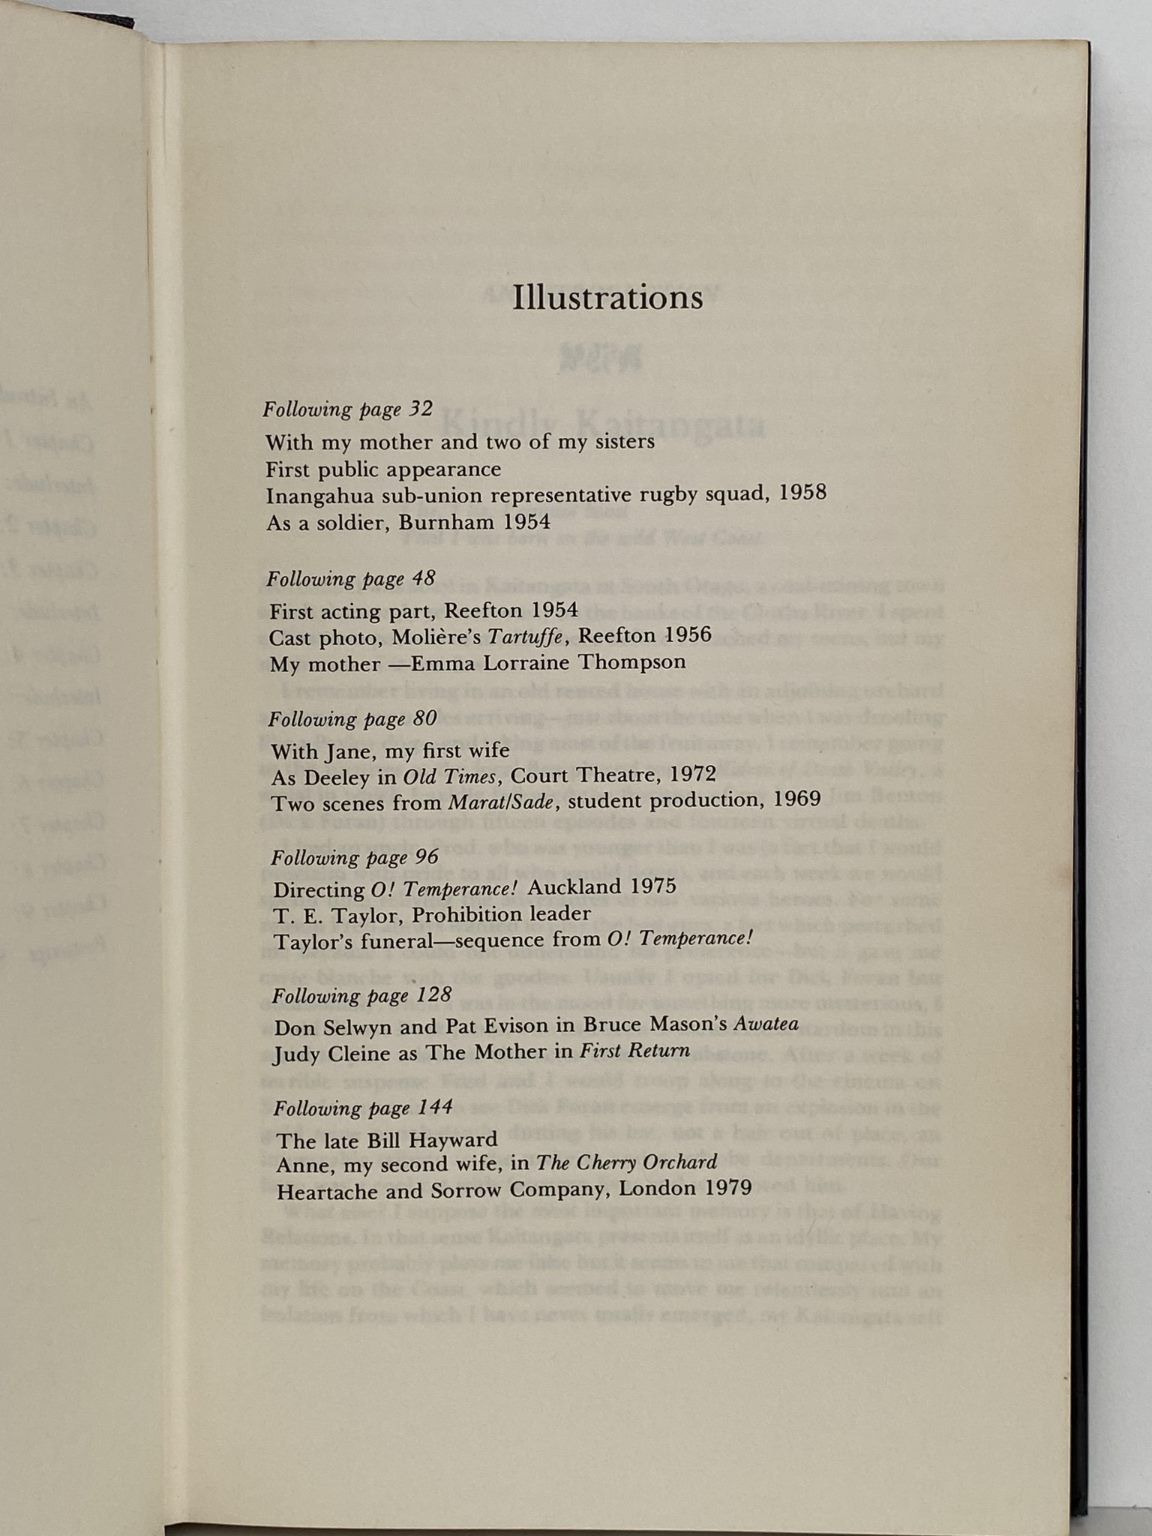 Illustrations
Following page 32
With my mother and two of my sisters
First public appearance
Inangahua sub-union representative rugby squad, 1958
As a soldier, Burnham 1954
Following page 48
First acting part, Reefton 1954
Cast photo, Molière's Tartuffe, Reefton 1956
My mother —Emma Lorraine Thompson
Following page 80
With Jane, my first wife
As Deeley in Old Times, Court Theatre, 1972
Two scenes from Marat/Sade, student production, 1969
Following page 96
Directing O! Temperance! Auckland 1975
T. E. Taylor, Prohibition leader
Taylor's funeral—sequence from O! Temperance!
Following page 128
Don Selwyn and Pat Evison in Bruce Mason's Awatea
Judy Cleine as The Mother in First Return
Following page 144
The late Bill Hayward
Anne, my second wife, in The Cherry Orchard
Heartache and Sorrow Company, London 1979